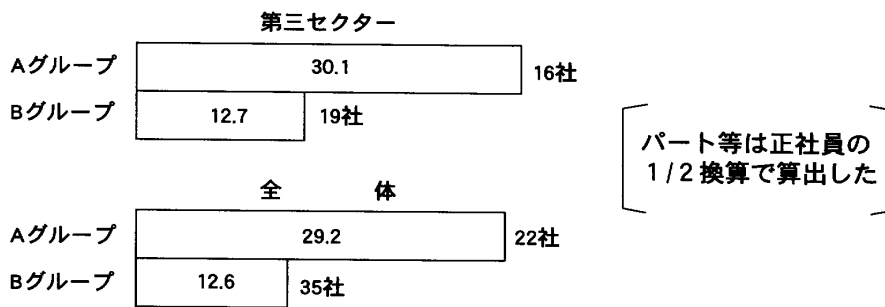 第三セクター
Aグループ 30.1 16社
Bグループ 12.7 19社
パート等は正社員の
1/2換算で算出した
全体
Aグループ 29.2 22社
Bグループ 12.6 35社